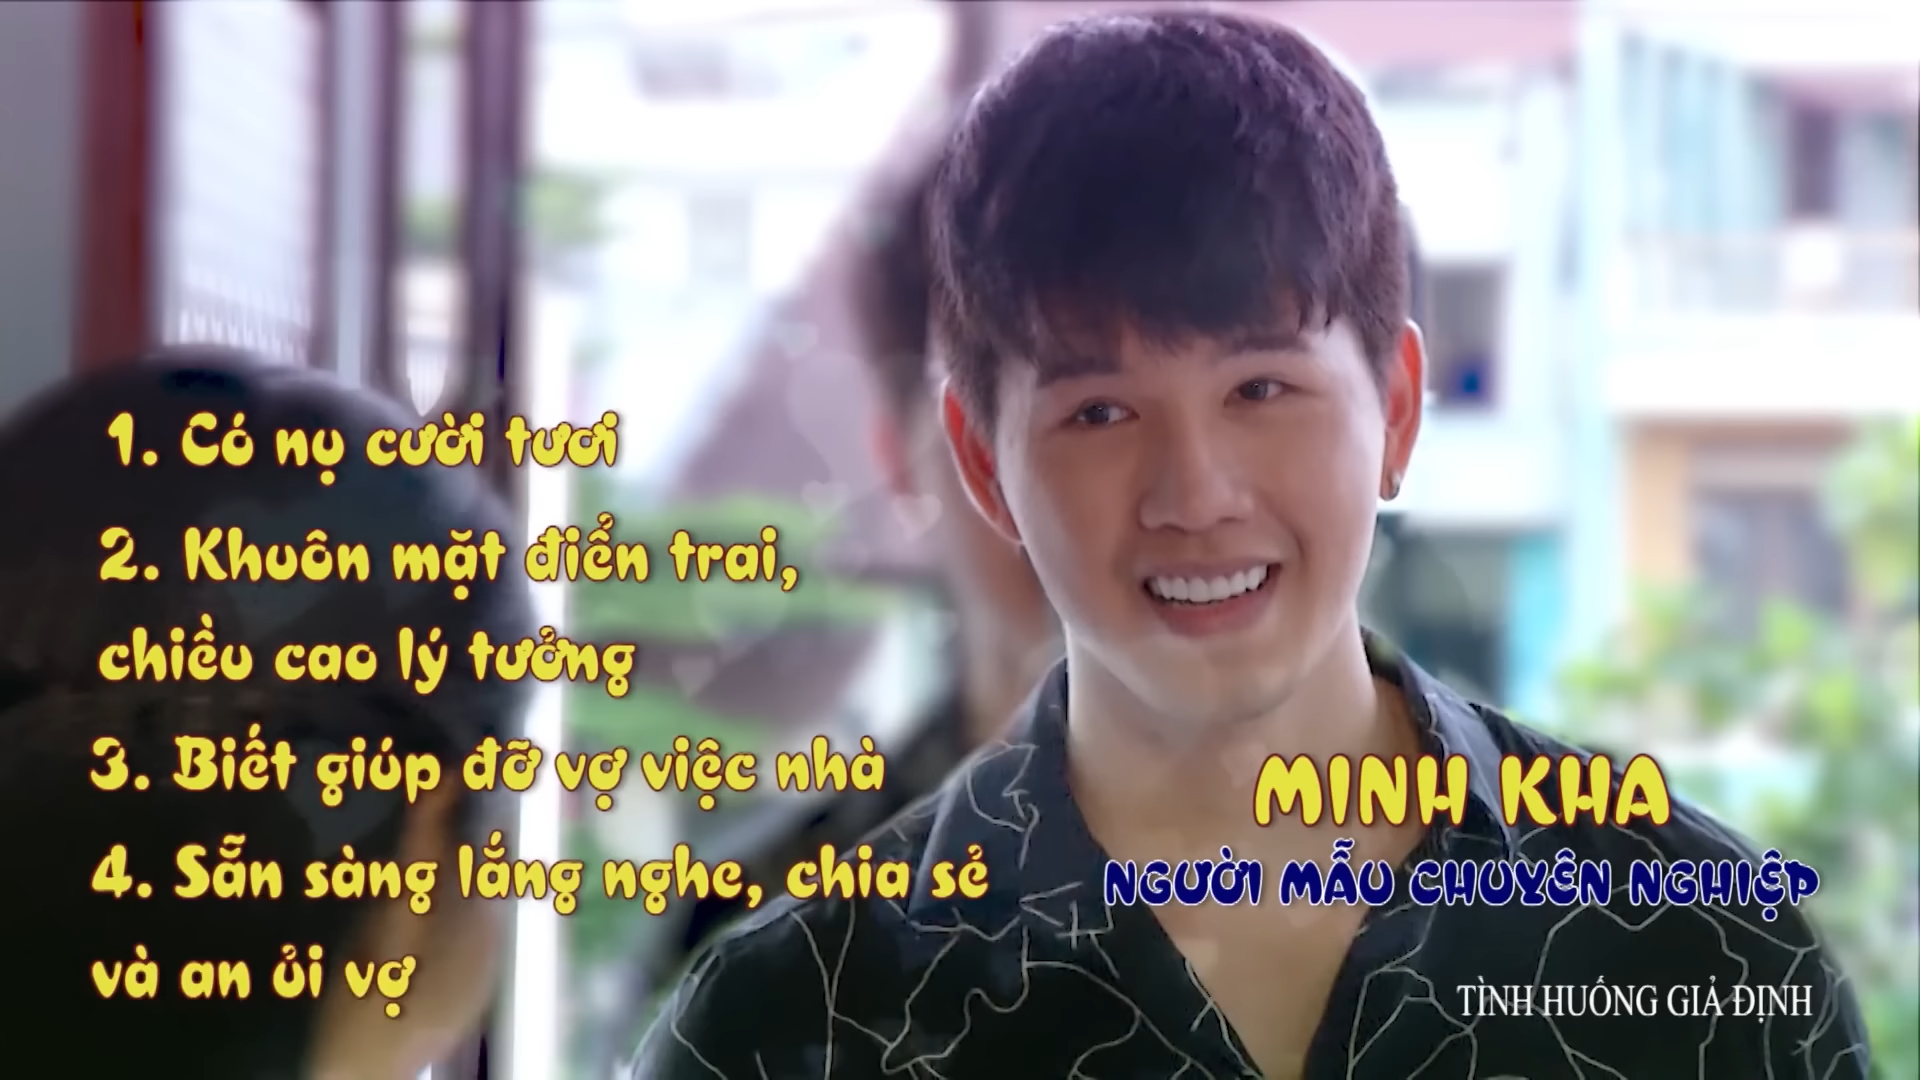 1. Có nụ cười tươi
2. Khuôn mặt điển trai,
chiều cao lý tưởng
3. Biết giúp đỡ vợ việc nhà
4. Sẵn sàng lắng nghe, chia sẻ
và an ủi vợ
MINH KHA
NGƯỜI MẪU CHUYÊN NGHIỆP
TÌNH HUỐNG GIẢ ĐỊNH